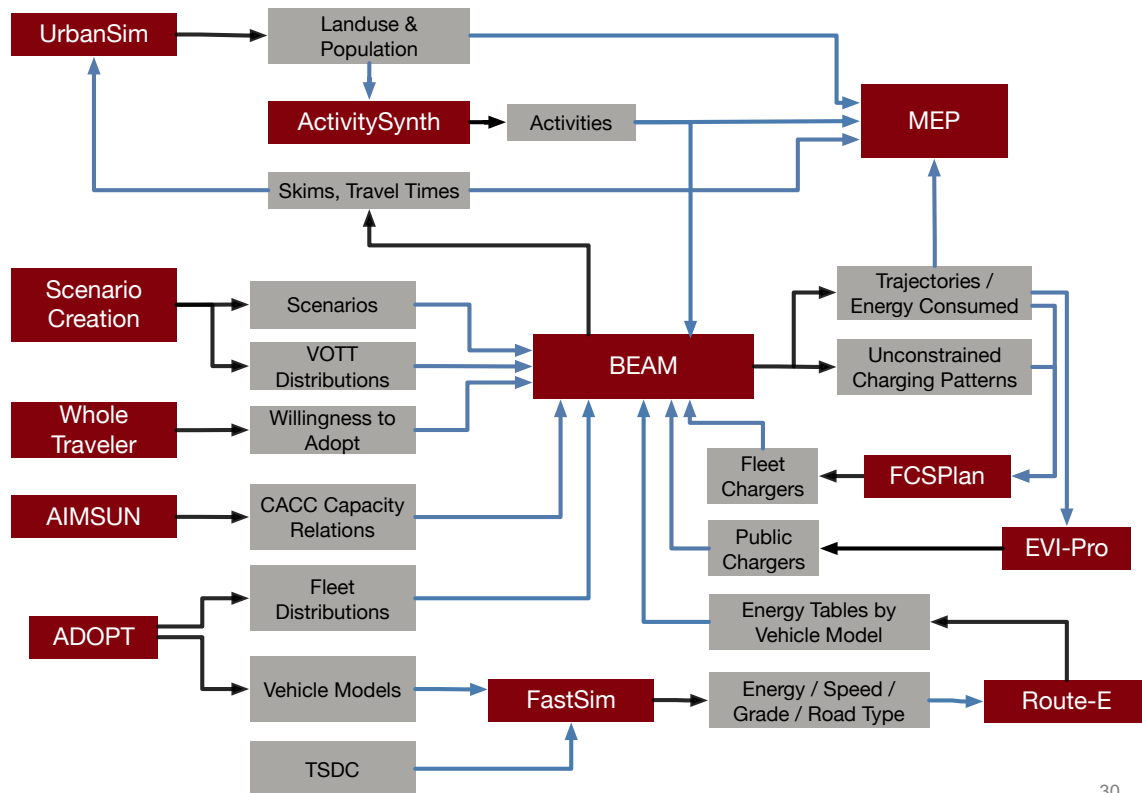 UrbanSim
Landuse &
Population
ActivitySynth
Activities
MEP
Skims, Travel Times
Scenario
Creation
Scenarios
VOTT
Distributions
BEAM
Trajectories /
Energy Consumed
Unconstrained
Charging Patterns
Whole
Traveler
Willingness to
Adopt
Fleet
Chargers
FCSPlan
AIMSUN
CACC Capacity
Relations
Public
Chargers
EVI-Pro
ADOPT
Fleet
Distributions
Energy Tables by
Vehicle Model
Vehicle Models
FastSim
Energy / Speed /
Grade / Road Type
Route-E
TSDC
30